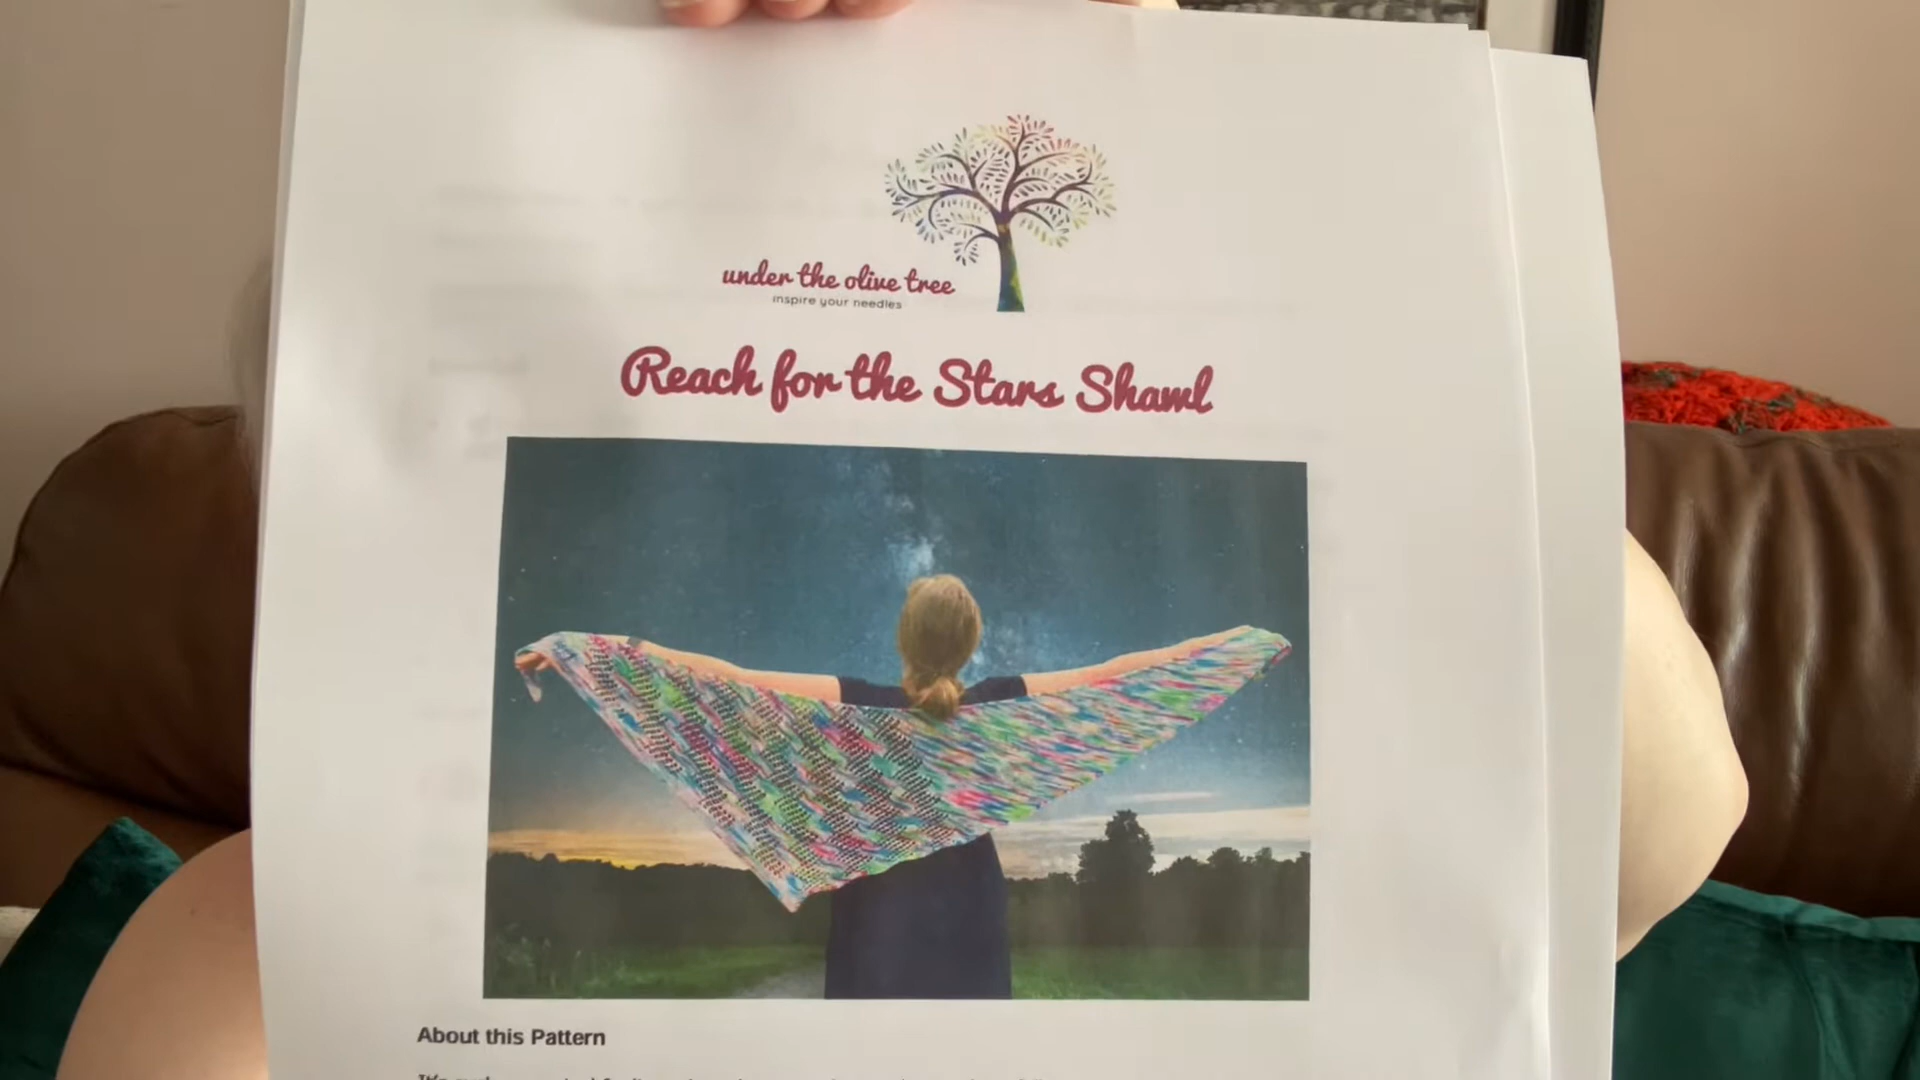 under the olive tree
inspire your needles
Reach for the Stars Shawl
About this Pattern